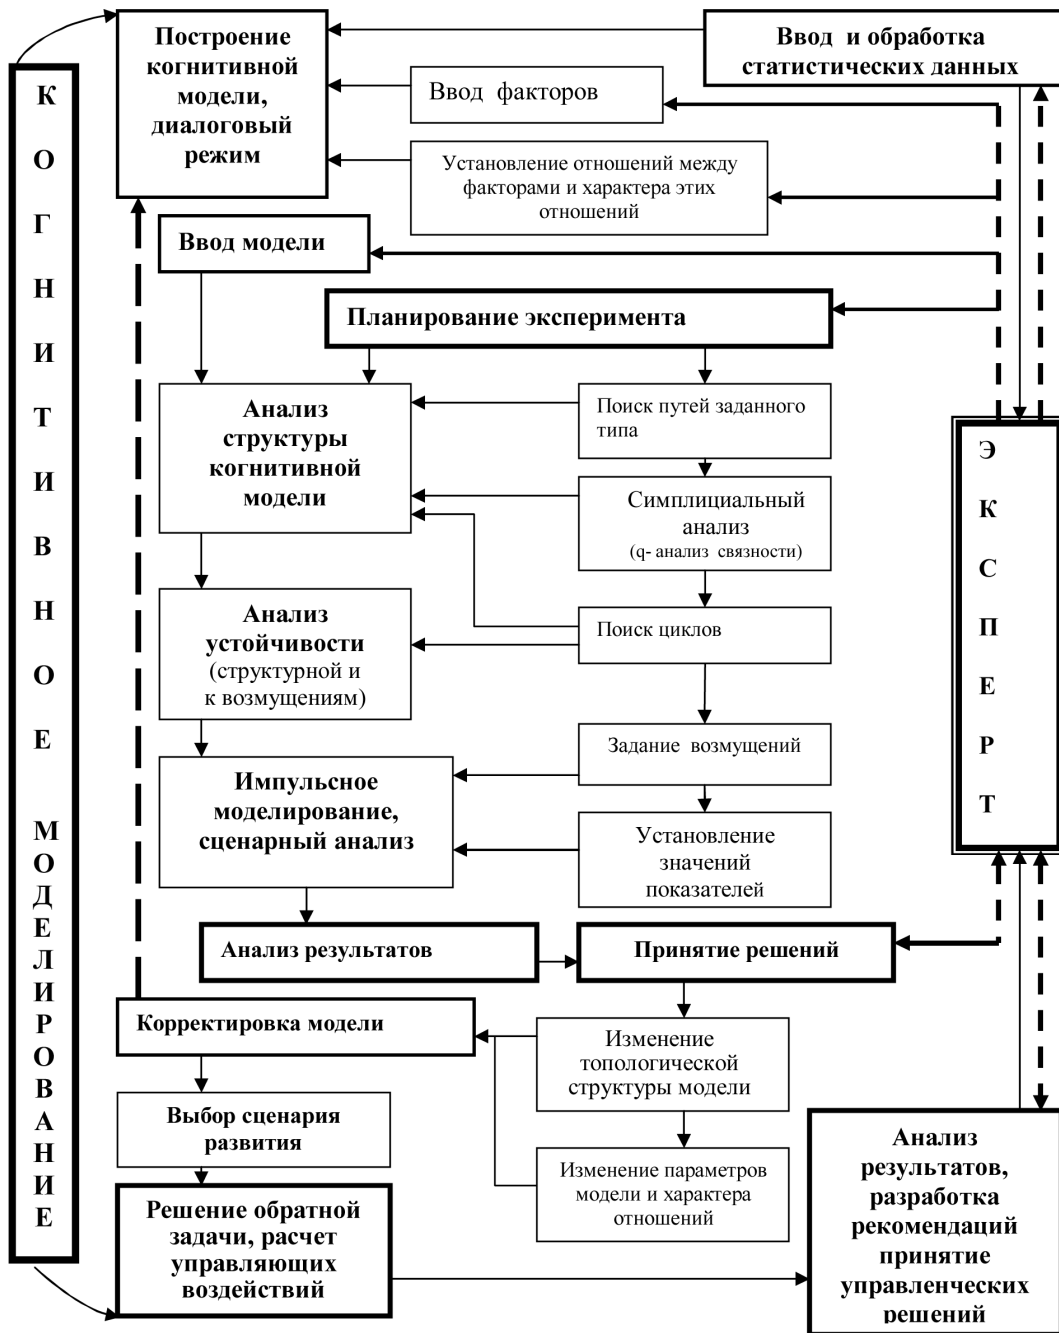 КОГНИТИВНОЕ МОДЕЛИРОВАНИЕ
Построение
когнитивной
модели,
диалоговый
режим
Ввод и обработка
статистических данных
Ввод факторов
Установление отношений между
факторами и характера этих
отношений
Ввод модели
Планирование эксперимента
Анализ
структуры
когнитивной
модели
Поиск путей заданного
типа
Симплициальный
анализ
(q- анализ связности)
Анализ
устойчивости
(структурной и
к возмущениям)
Поиск циклов
ЭКСПЕРТ
Задание возмущений
Импульсное
моделирование,
сценарный анализ
Установление
значений
показателей
Анализ результатов
Принятие решений
Корректировка модели
Изменение
топологической
структуры модели
Выбор сценария
развития
Изменение параметров
модели и характера
отношений
Решение обратной
задачи, расчет
управляющих
воздействий
Анализ
результатов,
разработка
рекомендаций
принятие
управленческих
решений